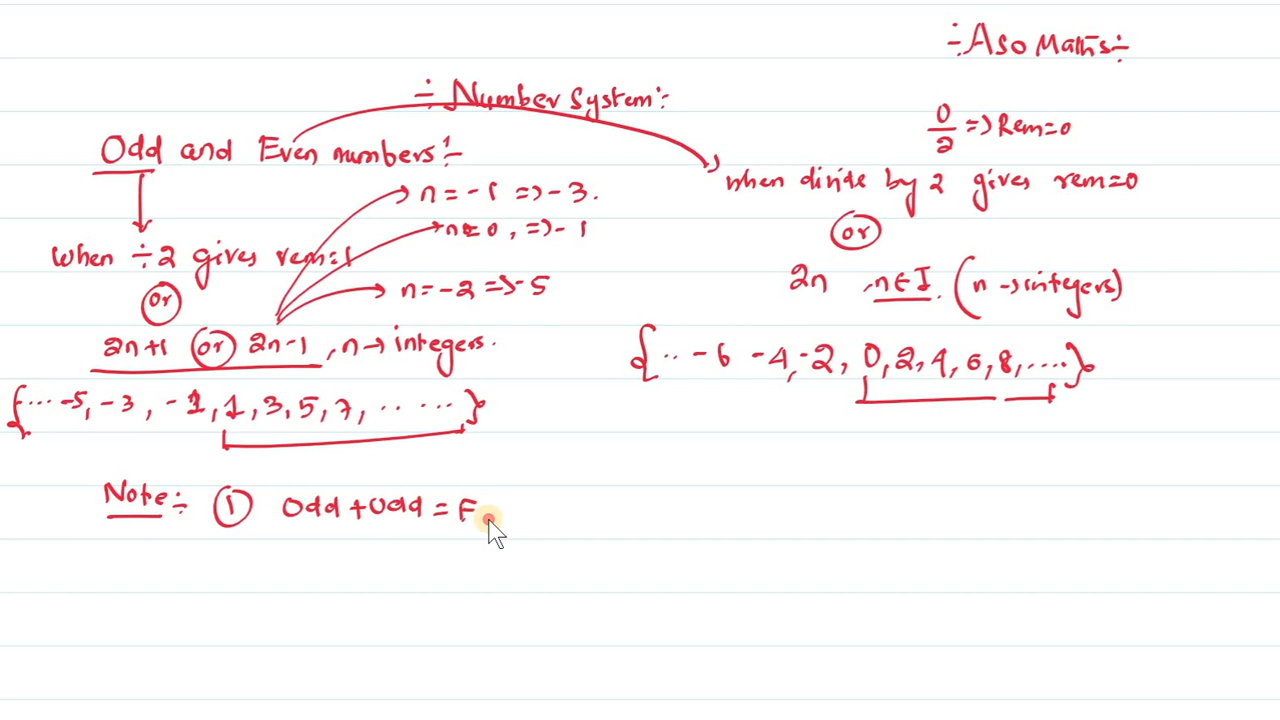 ÷ Aso Maths ÷
÷ Number System :-
0/2 => Rem=0
Odd and Even numbers :-
when divide by 2 gives rem=0
n = -1 => -3.
n = 0, => -1
(or)
when ÷2 gives rem=1
n = -2 => -5
2n , n∈I. (n → integers)
(or)
2n+1 (or) 2n-1 , n → integers.
{.. -6 -4, -2, 0, 2, 4, 6, 8, ....}
{... -5, -3, -1, 1, 3, 5, 7, .. ...}
Note ÷ (1) Odd + Odd = E